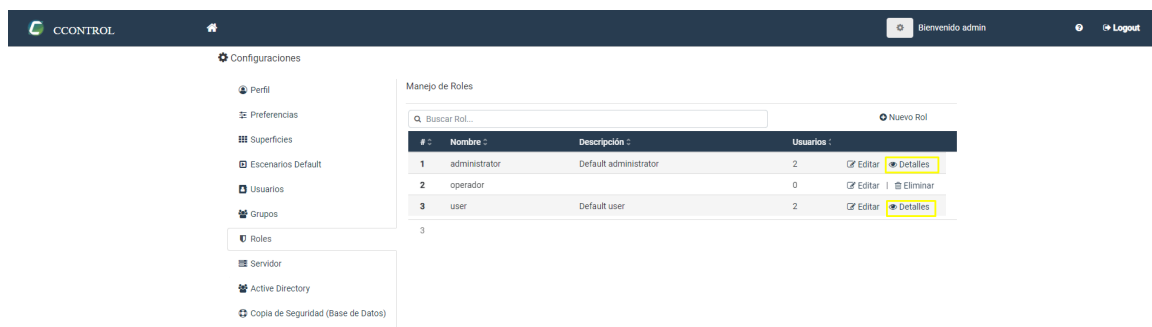 CCONTROL Bienvenido admin Logout
Configuraciones
Perfil
Preferencias
Superficies
Escenarios Default
Usuarios
Grupos
Roles
Servidor
Active Directory
Copia de Seguridad (Base de Datos)
Manejo de Roles
Buscar Rol... Nuevo Rol
# Nombre Descripción Usuarios
1 administrator Default administrator 2 Editar Detalles
2 operador 0 Editar | Eliminar
3 user Default user 2 Editar Detalles
3